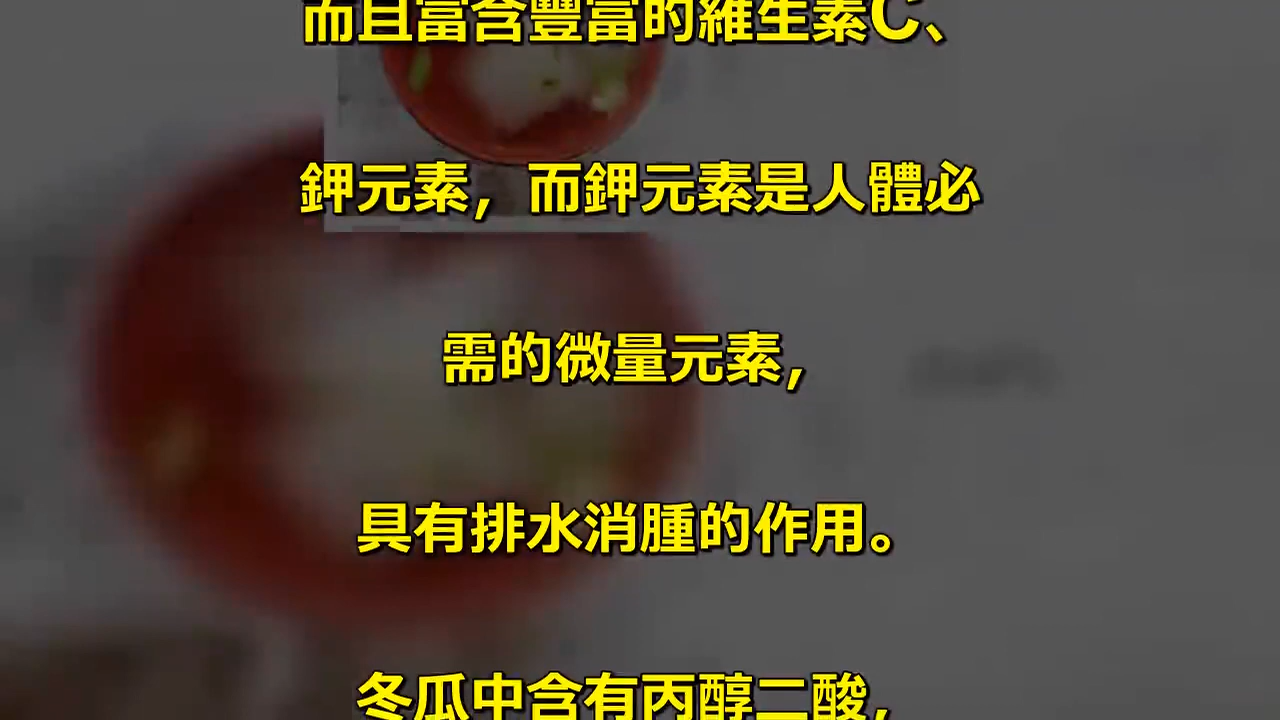 而且富含豐富的維生素C、
鉀元素，而鉀元素是人體必
需的微量元素，
具有排水消腫的作用。
冬瓜中含有丙醇二酸，